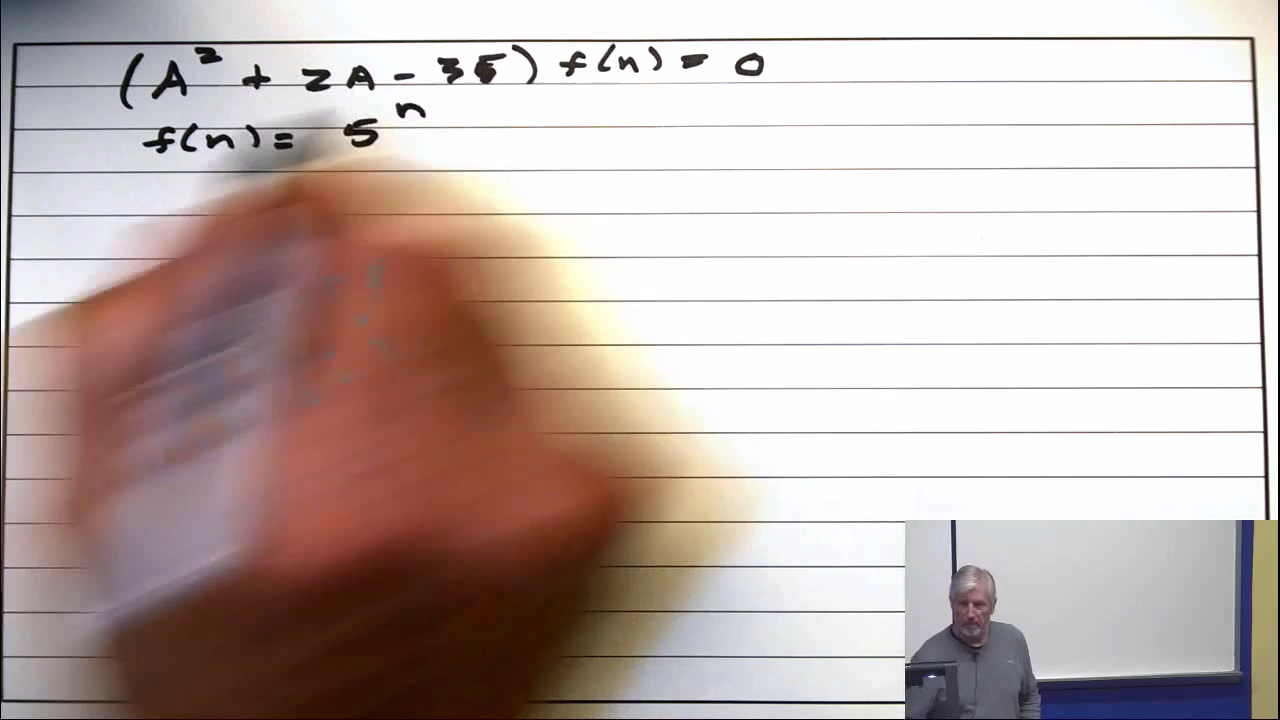 (A² + 2A - 35) f(n) = 0
f(n) = 5ⁿ